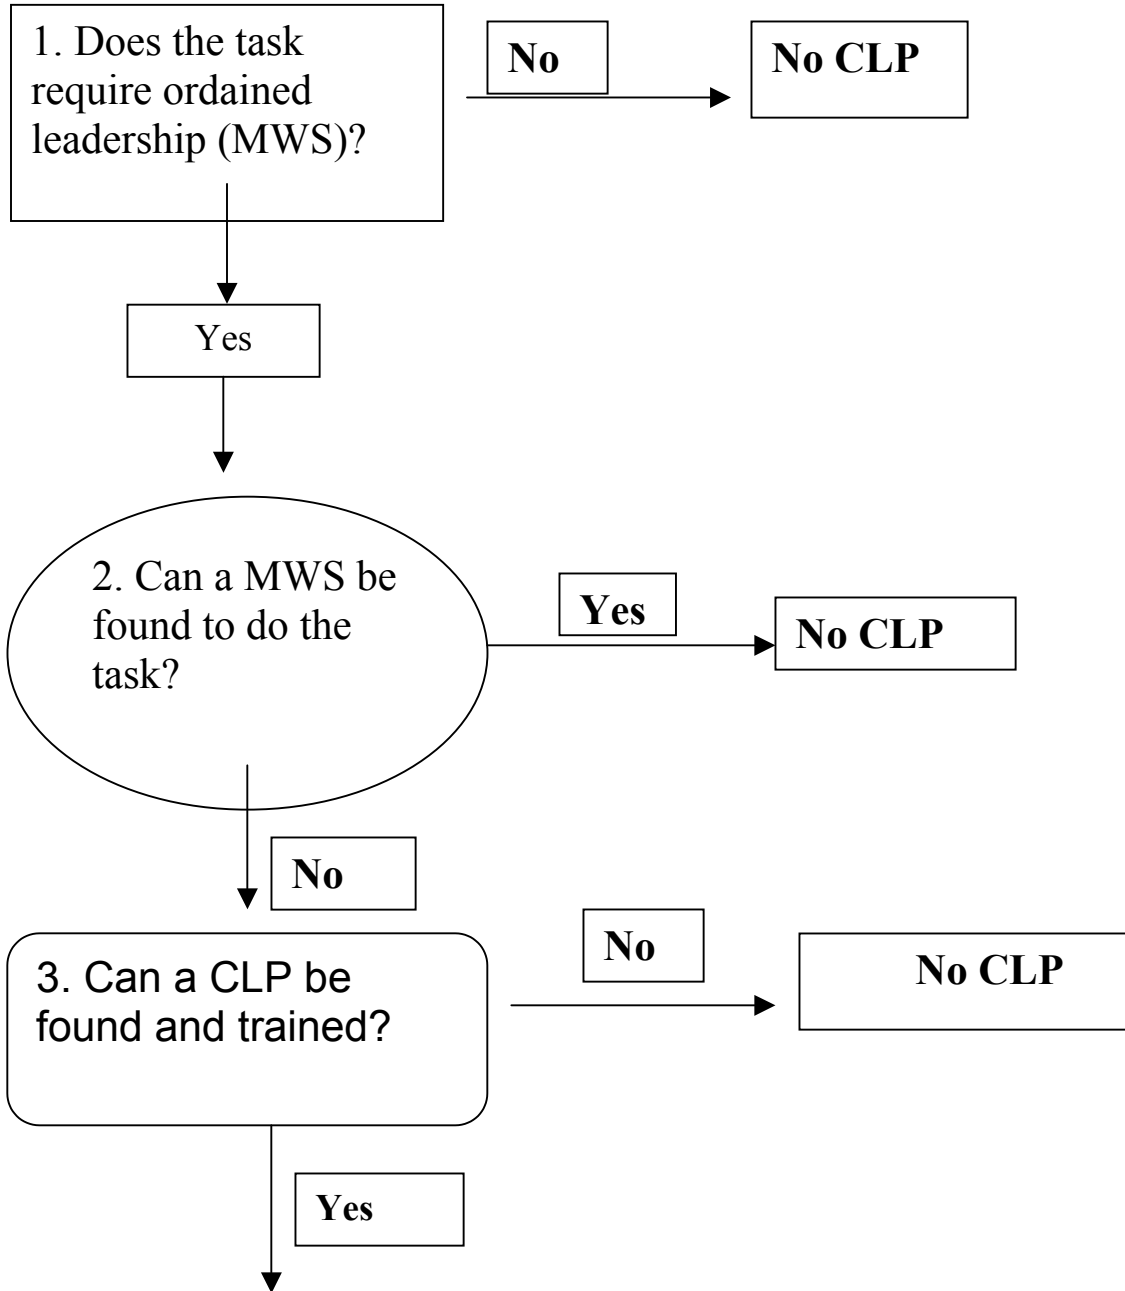 1. Does the task
require ordained
leadership (MWS)?
No
No CLP
Yes
2. Can a MWS be
found to do the
task?
Yes
No CLP
No
3. Can a CLP be
found and trained?
No
No CLP
Yes